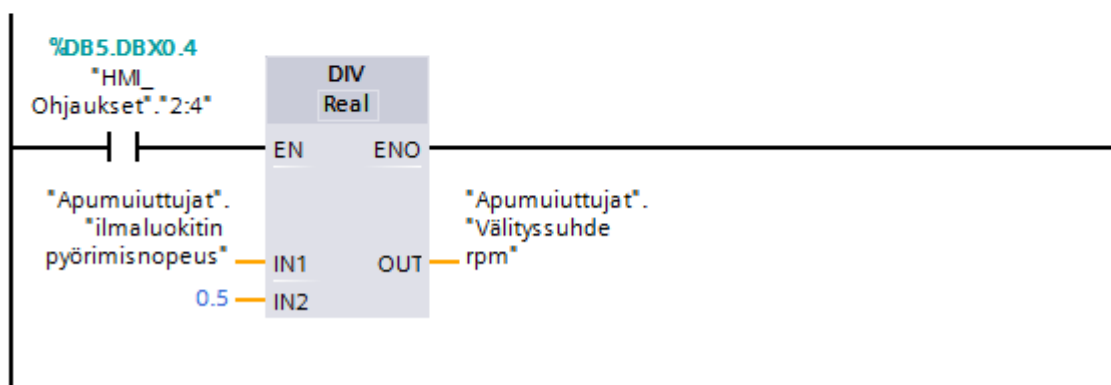 %DB5.DBX0.4
"HMI_
Ohjaukset"."2:4"
DIV
Real
EN
ENO
"Apumuiuttujat".
"ilmaluokitin
pyörimisnopeus"
IN1
OUT
"Apumuiuttujat".
"Välityssuhde
rpm"
0.5
IN2